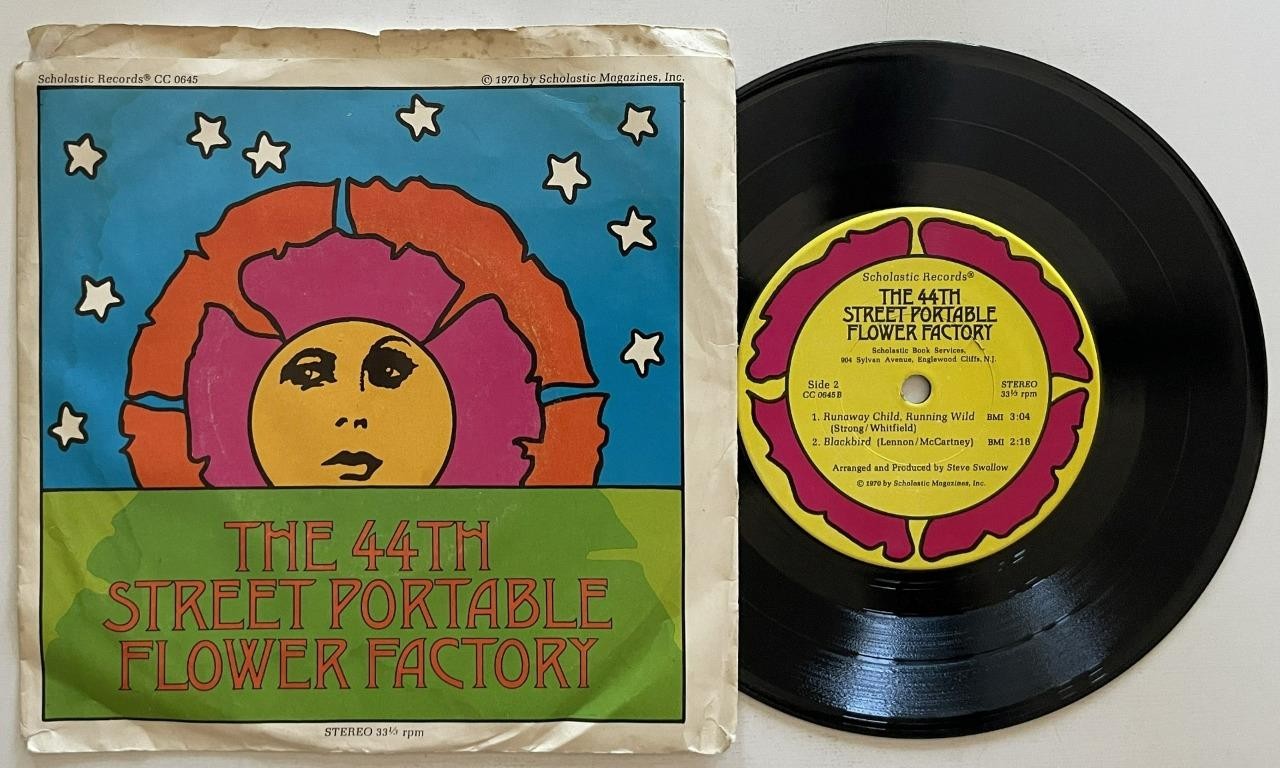 Scholastic Records® CC 0645
© 1970 by Scholastic Magazines, Inc.
THE 44TH
STREET PORTABLE
FLOWER FACTORY
STEREO 33⅓ rpm
Scholastic Records®
THE 44TH
STREET PORTABLE
FLOWER FACTORY
Scholastic Book Services,
904 Sylvan Avenue, Englewood Cliffs, N.J.
Side 2
CC 0645 B
STEREO
33⅓ rpm
1. Runaway Child, Running Wild BMI 3:04
(Strong/Whitfield)
2. Blackbird (Lennon/McCartney) BMI 2:18
Arranged and Produced by Steve Swallow
© 1970 by Scholastic Magazines, Inc.